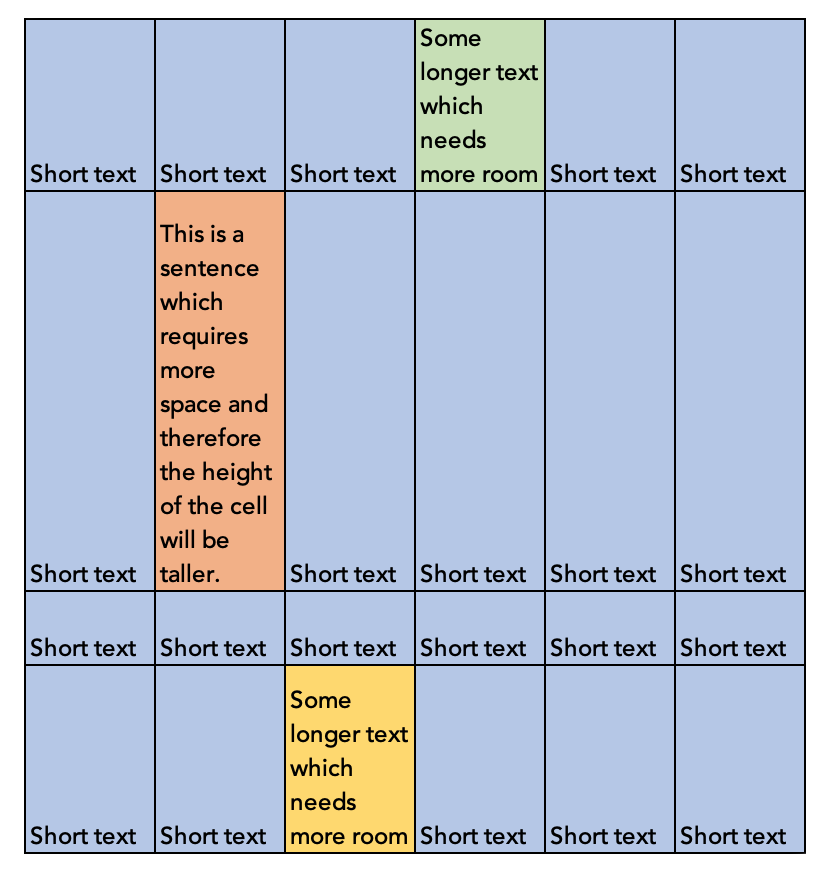 Short text
Short text
Short text
Some
longer text
which
needs
more room
Short text
Short text
Short text
This is a
sentence
which
requires
more
space and
therefore
the height
of the cell
will be
taller.
Short text
Short text
Short text
Short text
Short text
Short text
Short text
Short text
Short text
Short text
Short text
Short text
Some
longer text
which
needs
more room
Short text
Short text
Short text